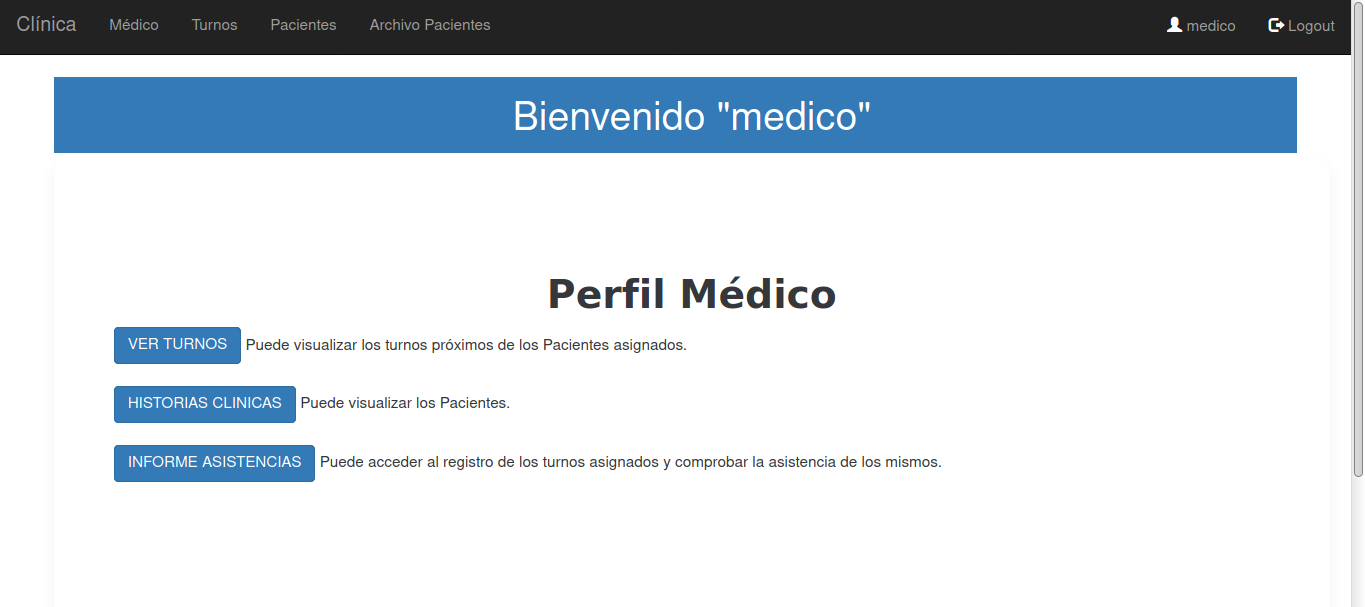 Clínica Médico Turnos Pacientes Archivo Pacientes medico Logout
Bienvenido "medico"
Perfil Médico
VER TURNOS Puede visualizar los turnos próximos de los Pacientes asignados.
HISTORIAS CLINICAS Puede visualizar los Pacientes.
INFORME ASISTENCIAS Puede acceder al registro de los turnos asignados y comprobar la asistencia de los mismos.